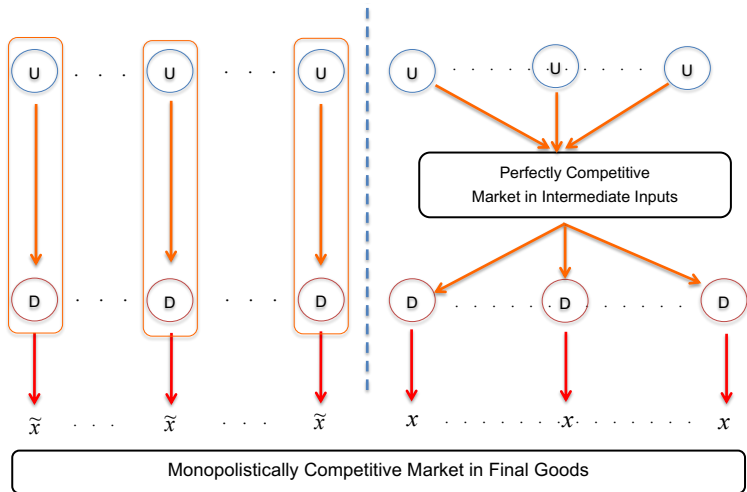 U . . . . U . . . . U U . . . . . . U . . . . . . U
Perfectly Competitive
Market in Intermediate Inputs
D . . . . D . . . . D D . . . . . . D . . . . . . D
x̃ . . . . x̃ . . . . x̃ x . . . . . . x . . . . . . x
Monopolistically Competitive Market in Final Goods